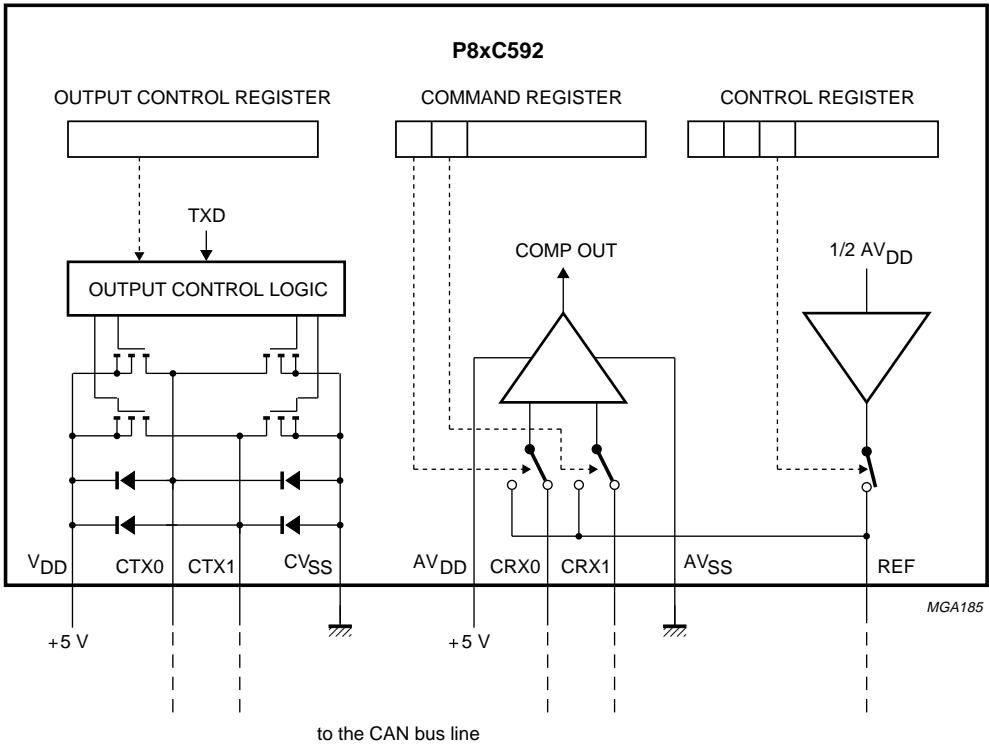 P8xC592
OUTPUT CONTROL REGISTER
COMMAND REGISTER
CONTROL REGISTER
TXD
COMP OUT
1/2 AVDD
OUTPUT CONTROL LOGIC
VDD
CTX0
CTX1
CVSS
AVDD
CRX0
CRX1
AVSS
REF
MGA185
+5 V
+5 V
to the CAN bus line